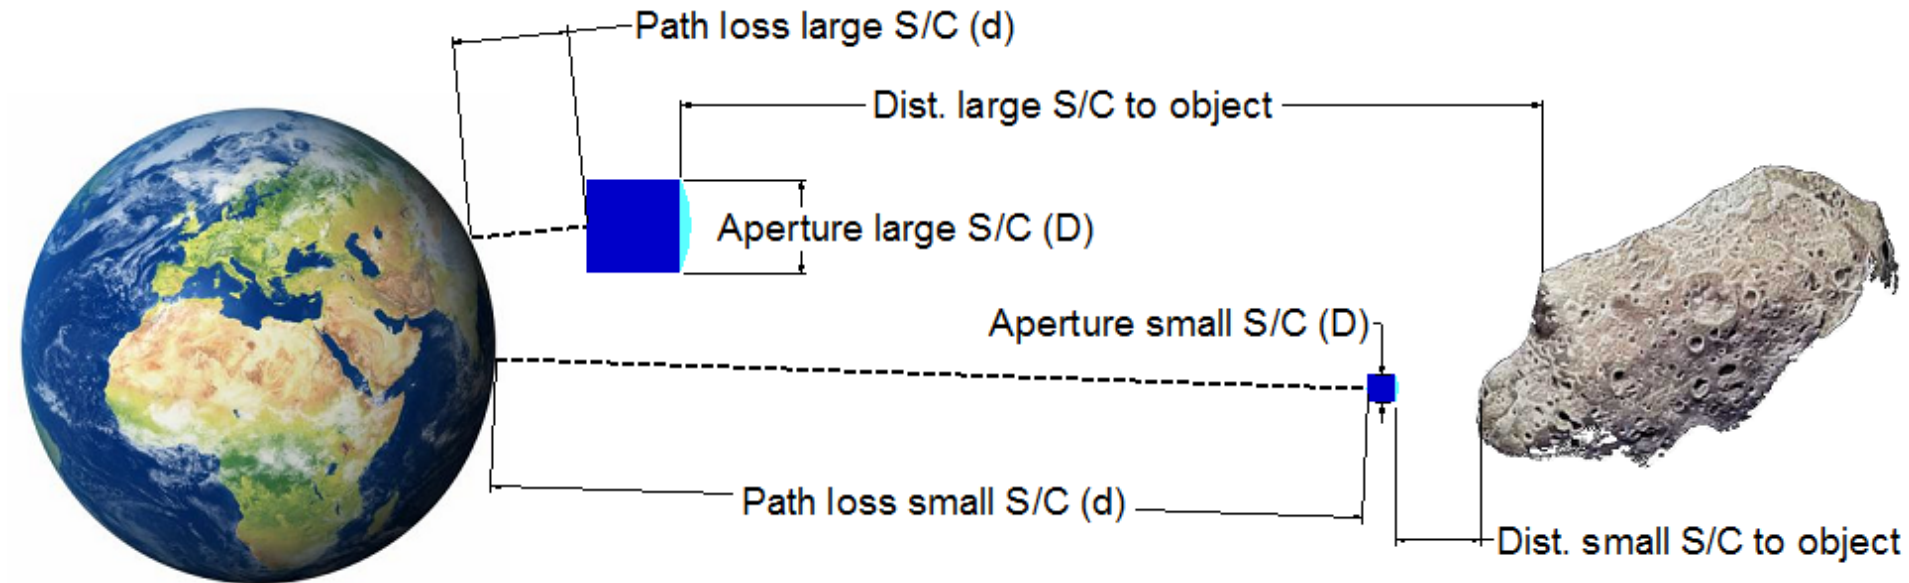 Path loss large S/C (d)
Dist. large S/C to object
Aperture large S/C (D)
Aperture small S/C (D)
Path loss small S/C (d)
Dist. small S/C to object